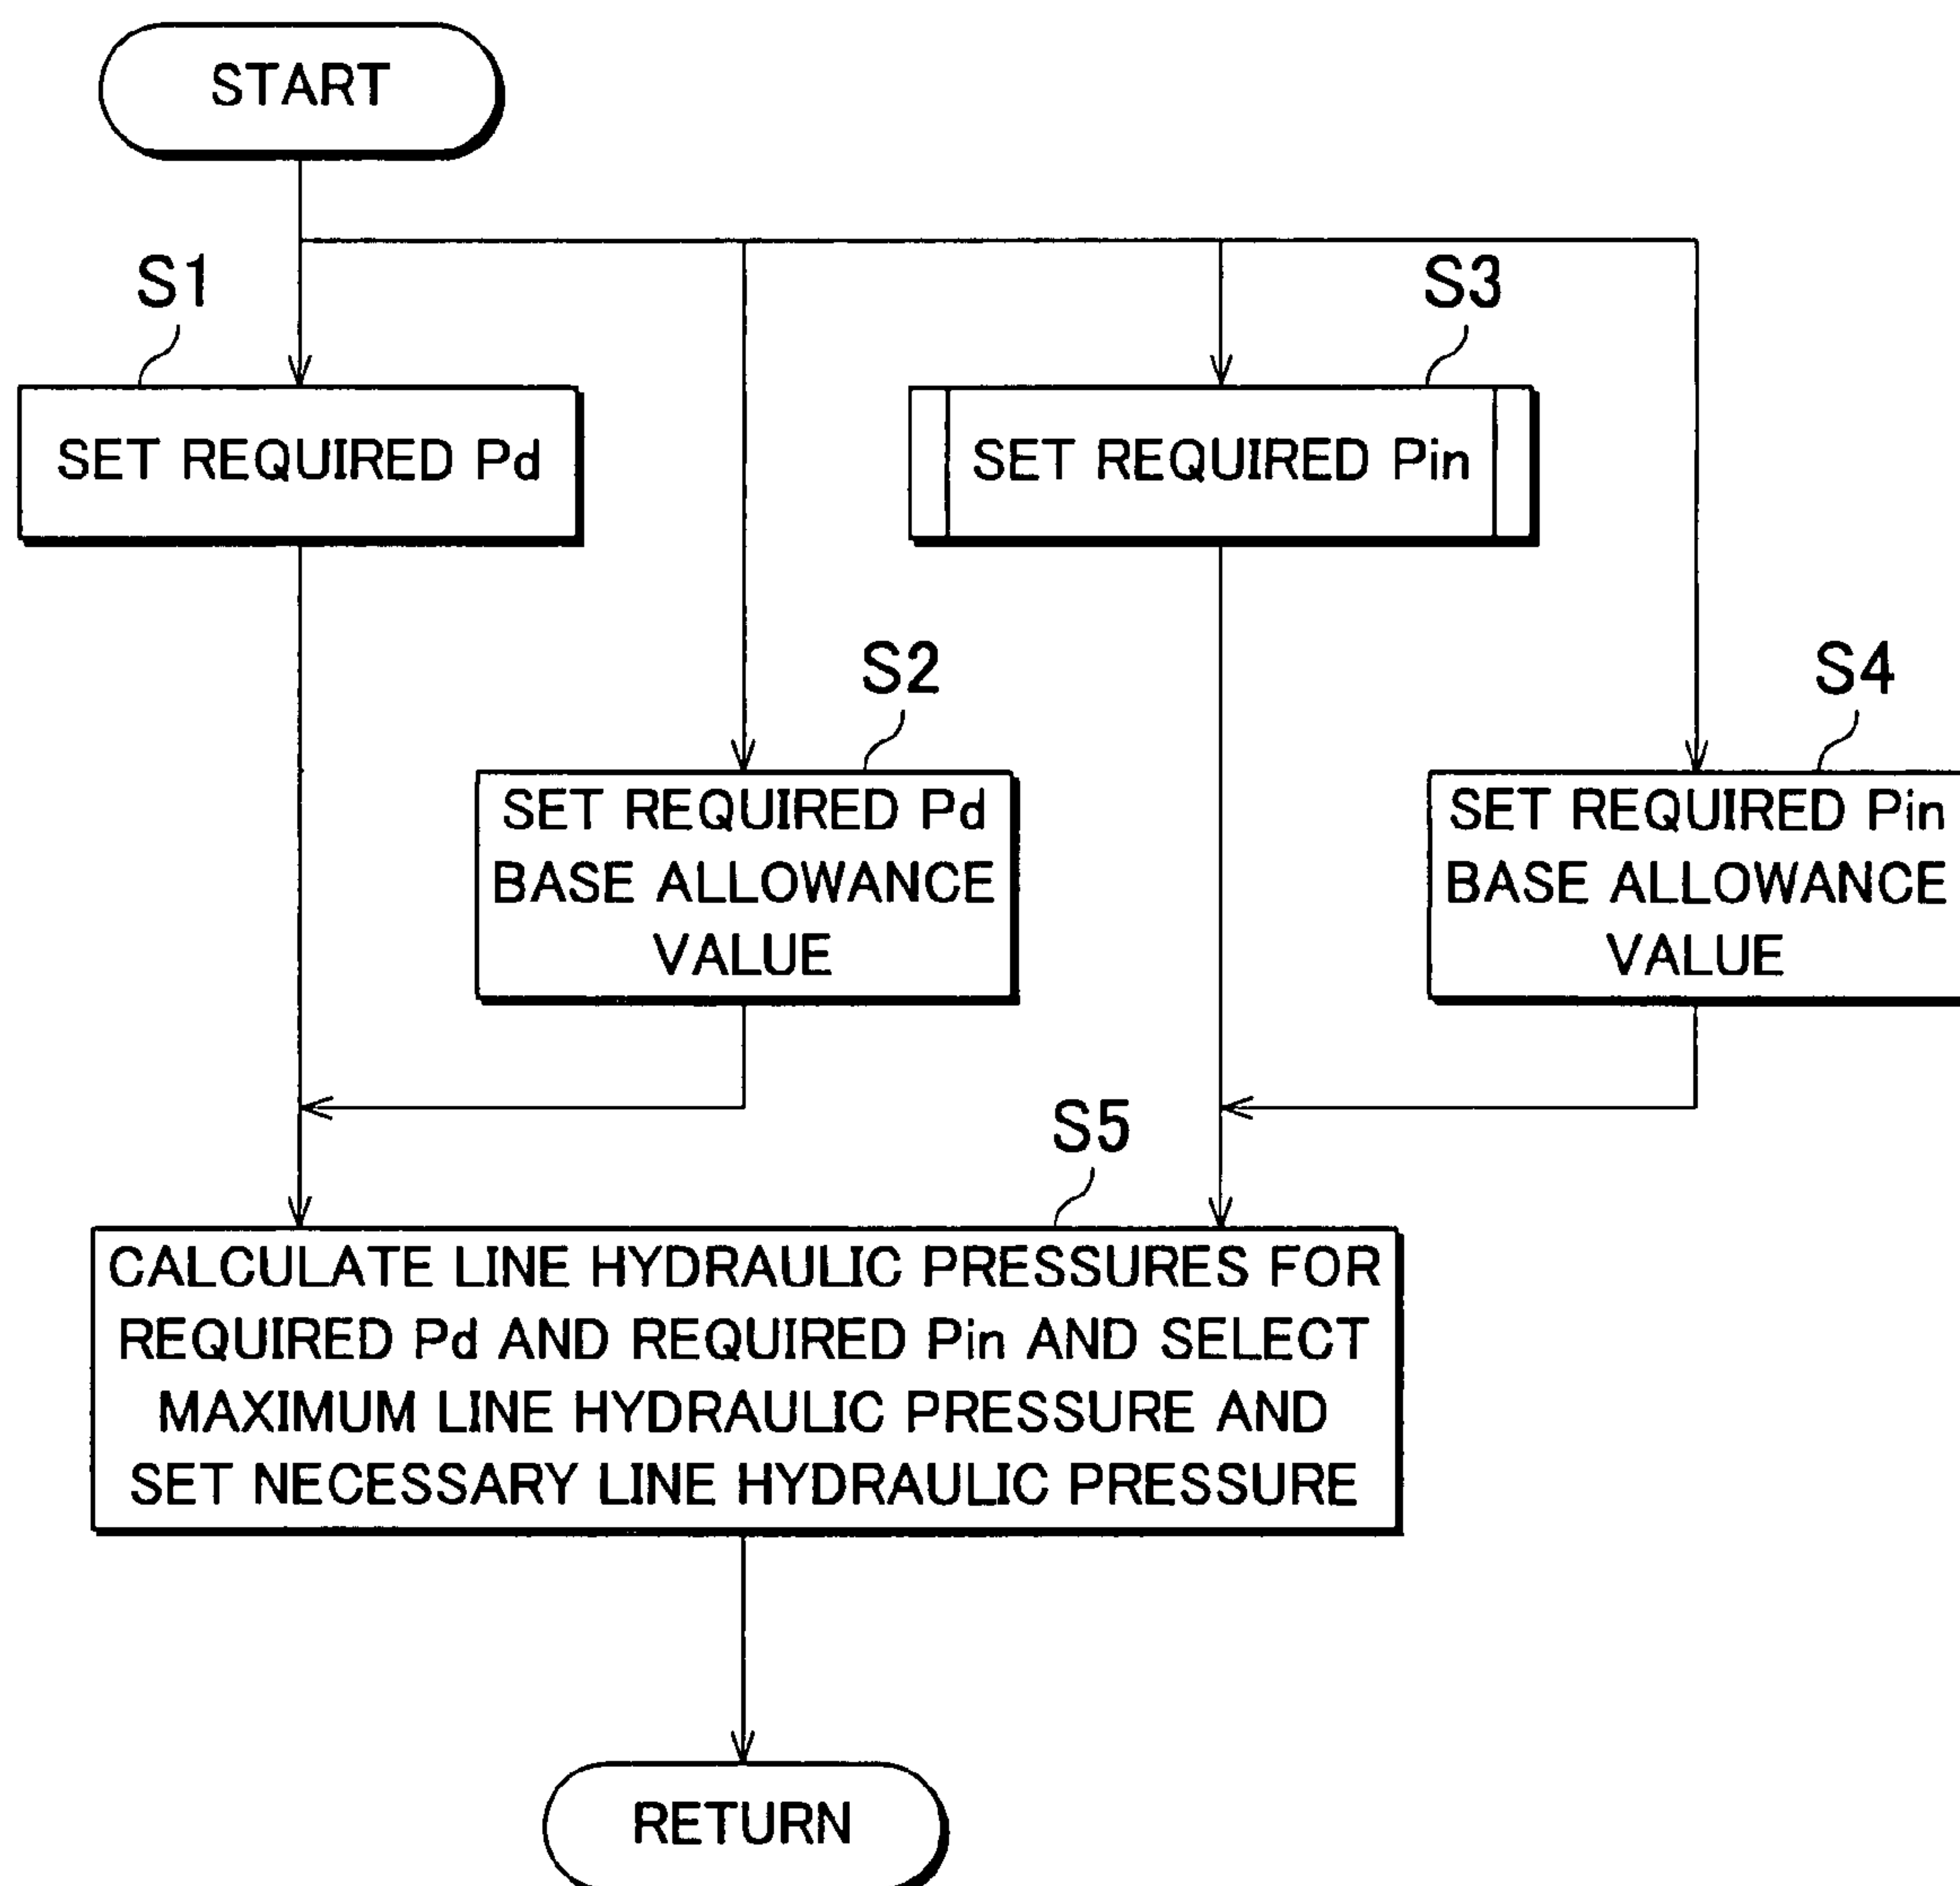 START
S1
S3
SET REQUIRED Pd
SET REQUIRED Pin
S2
S4
SET REQUIRED Pd
BASE ALLOWANCE
VALUE
SET REQUIRED Pin
BASE ALLOWANCE
VALUE
S5
CALCULATE LINE HYDRAULIC PRESSURES FOR
REQUIRED Pd AND REQUIRED Pin AND SELECT
MAXIMUM LINE HYDRAULIC PRESSURE AND
SET NECESSARY LINE HYDRAULIC PRESSURE
RETURN